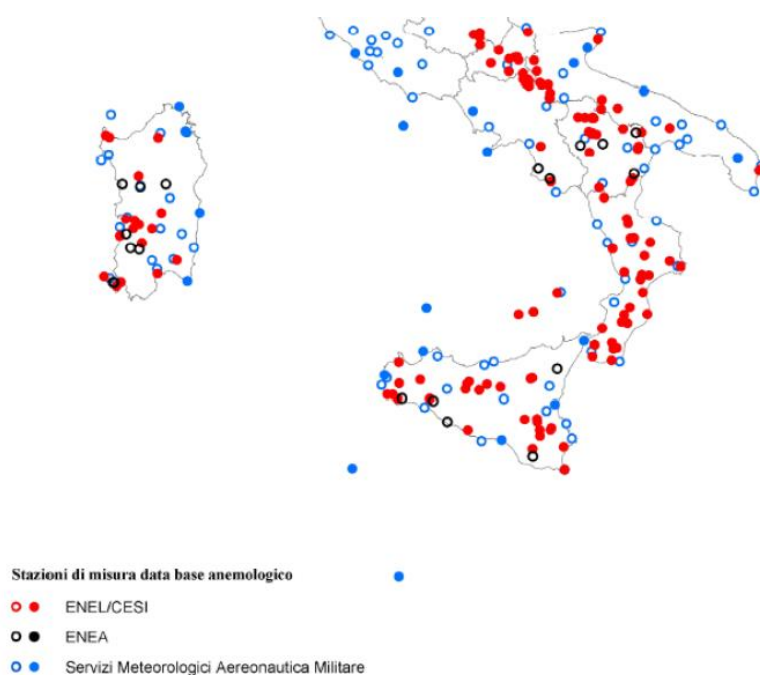 Stazioni di misura data base anemologico
ENEL/CESI
ENEA
Servizi Meteorologici Aereonautica Militare